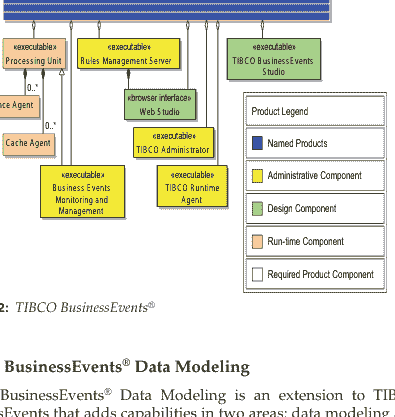 «executable»
Processing Unit
«executable»
Rules Management Server
«executable»
TIBCO BusinessEvents
Studio
0..*
Agent
0..*
Cache Agent
«browser interface»
Web Studio
«executable»
TIBCO Administrator
«executable»
Business Events
Monitoring and
Management
«executable»
TIBCO Runtime
Agent
Product Legend
Named Products
Administrative Component
Design Component
Run-time Component
Required Product Component
2: TIBCO BusinessEvents®
BusinessEvents® Data Modeling
BusinessEvents® Data Modeling is an extension to TIB
sEvents that adds capabilities in two areas: data modeling